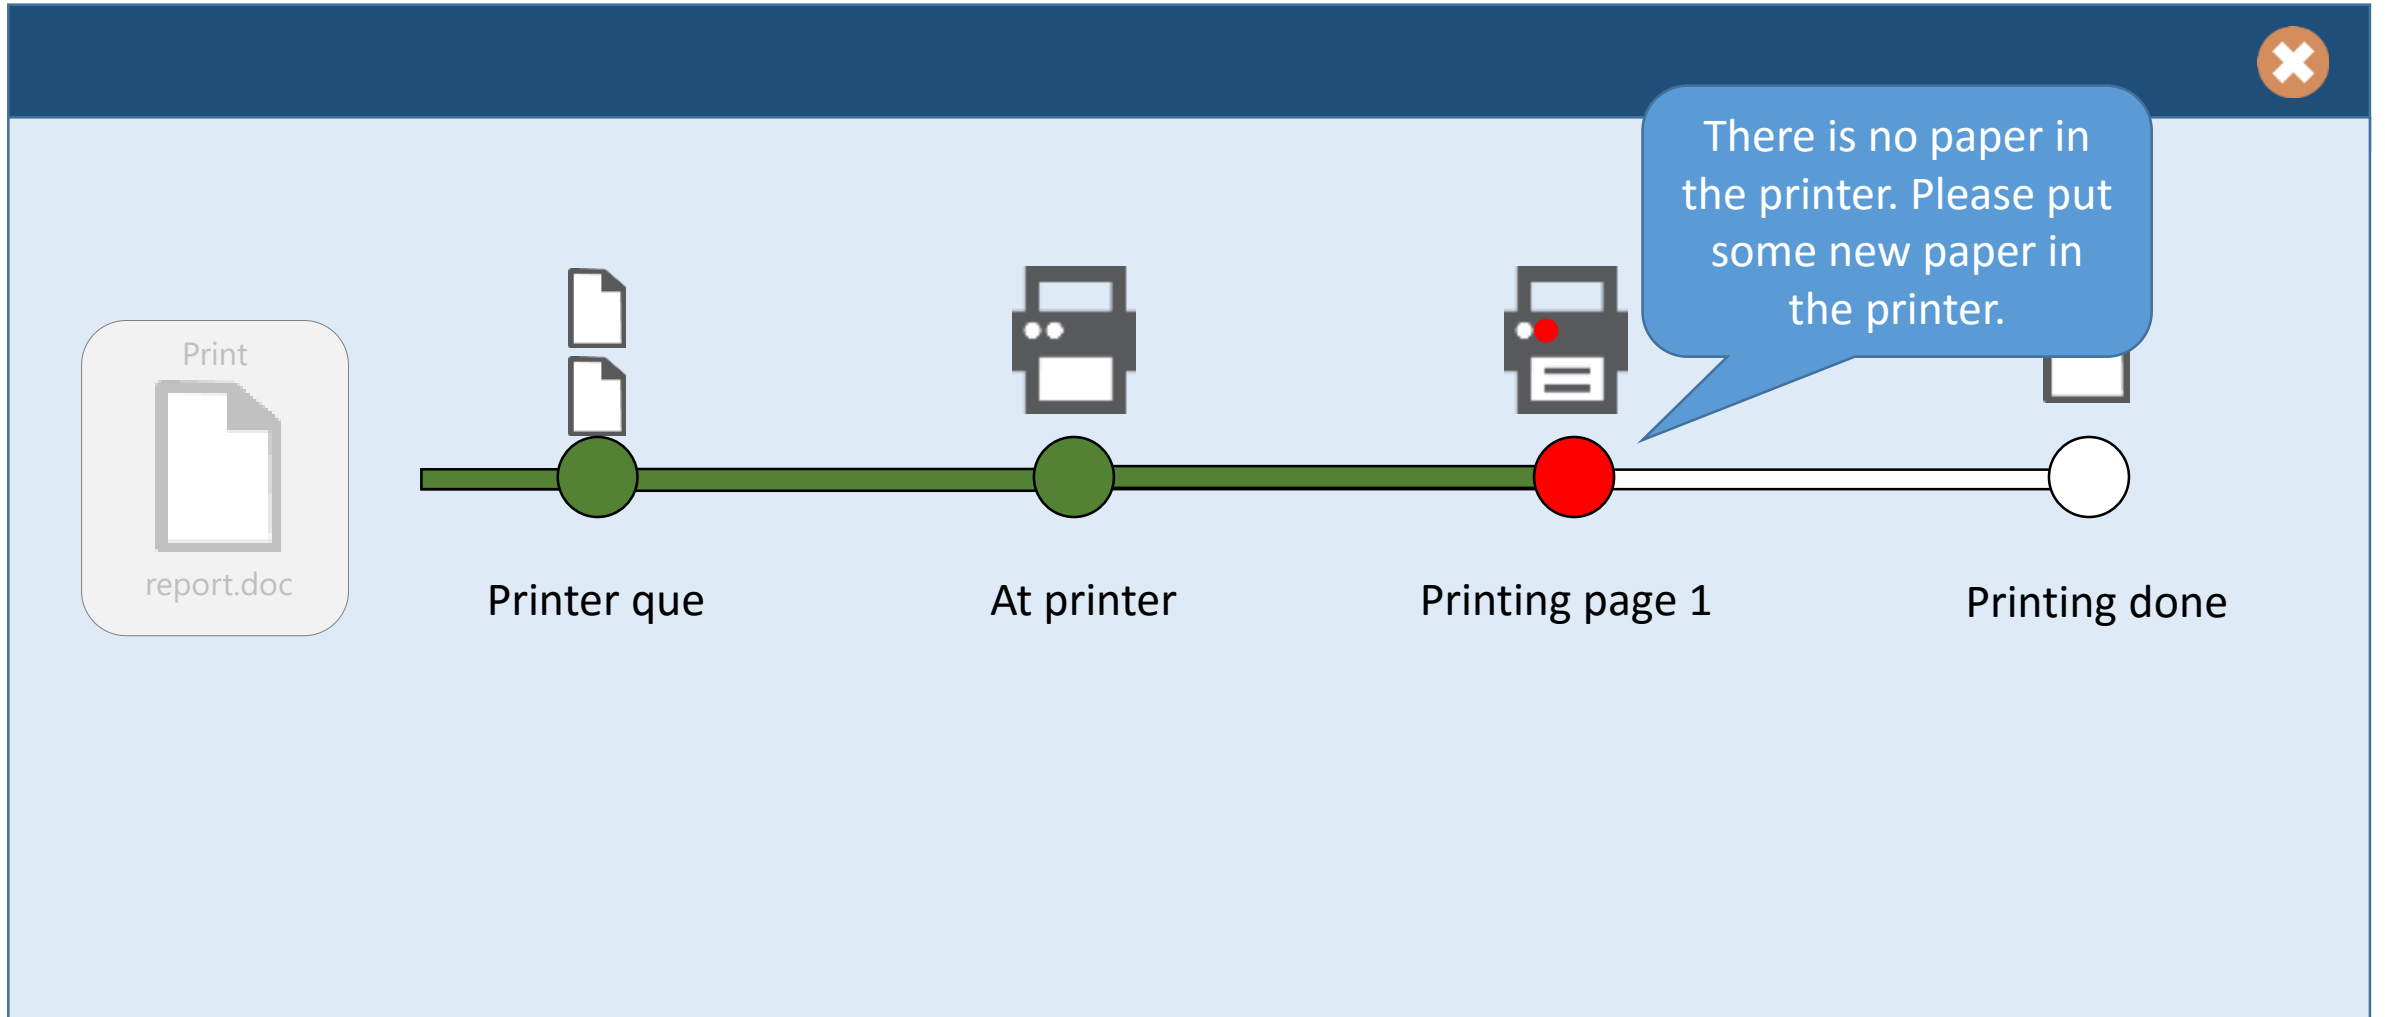 There is no paper in
the printer. Please put
some new paper in
the printer.
Print
report.doc
Printer que
At printer
Printing page 1
Printing done